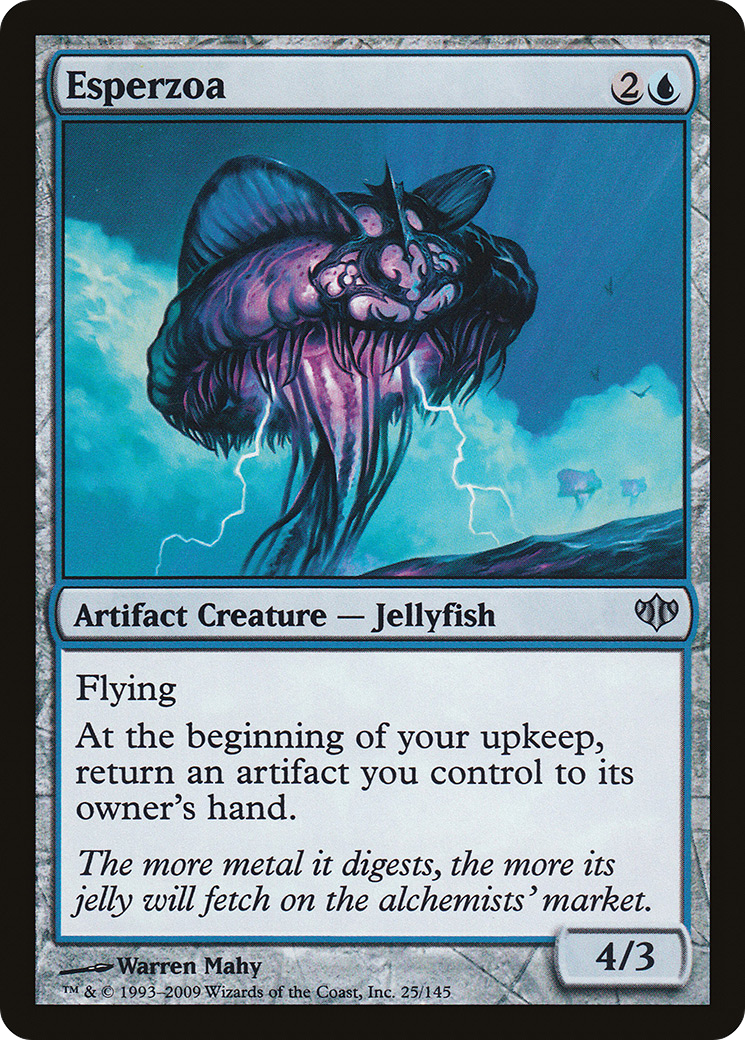 Esperzoa 2
Artifact Creature — Jellyfish
Flying
At the beginning of your upkeep,
return an artifact you control to its
owner's hand.
The more metal it digests, the more its
jelly will fetch on the alchemists' market.
4/3
Warren Mahy
™ & © 1993–2009 Wizards of the Coast, Inc. 25/145